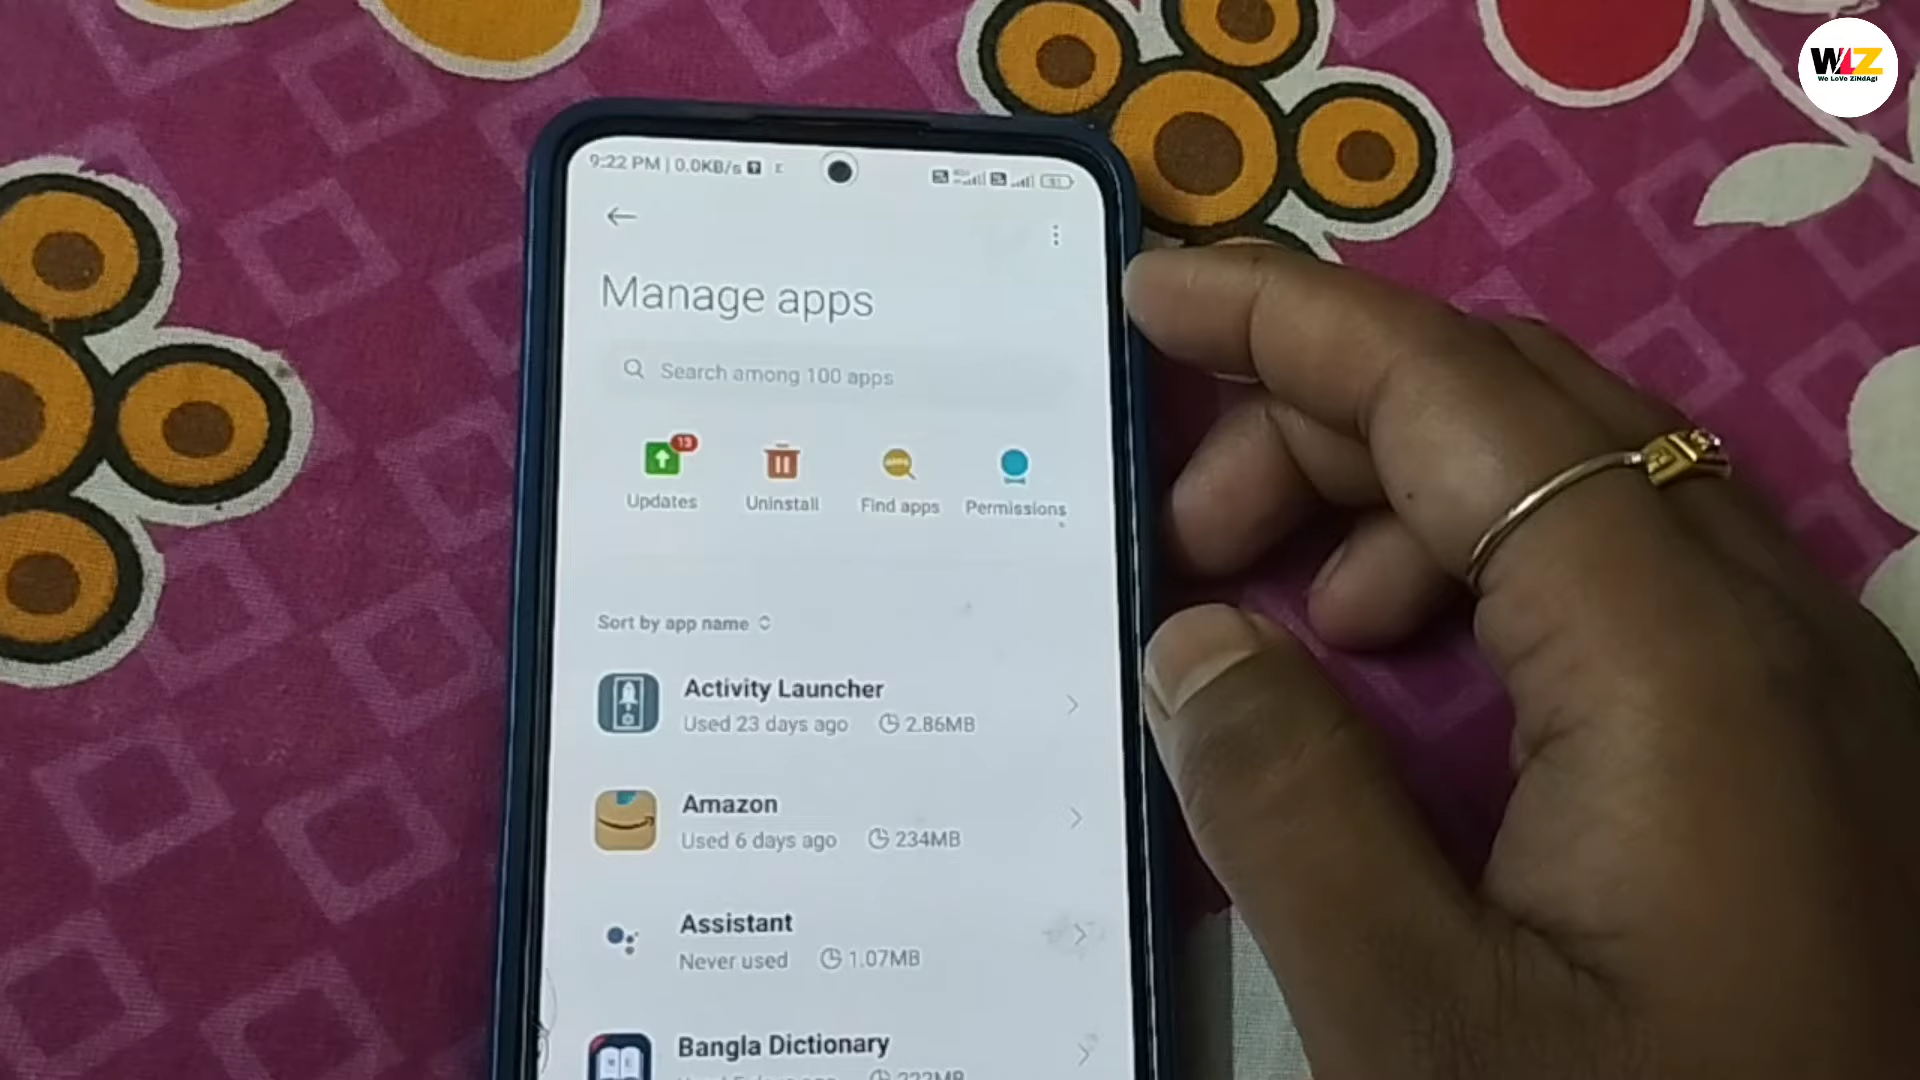 WLZ
We LoVe ZiNdAgI
9:22 PM | 0.0KB/s
Manage apps
Search among 100 apps
13
Updates
Uninstall
Find apps
Permissions
Sort by app name
Activity Launcher
Used 23 days ago 2.86MB
Amazon
Used 6 days ago 234MB
Assistant
Never used 1.07MB
Bangla Dictionary